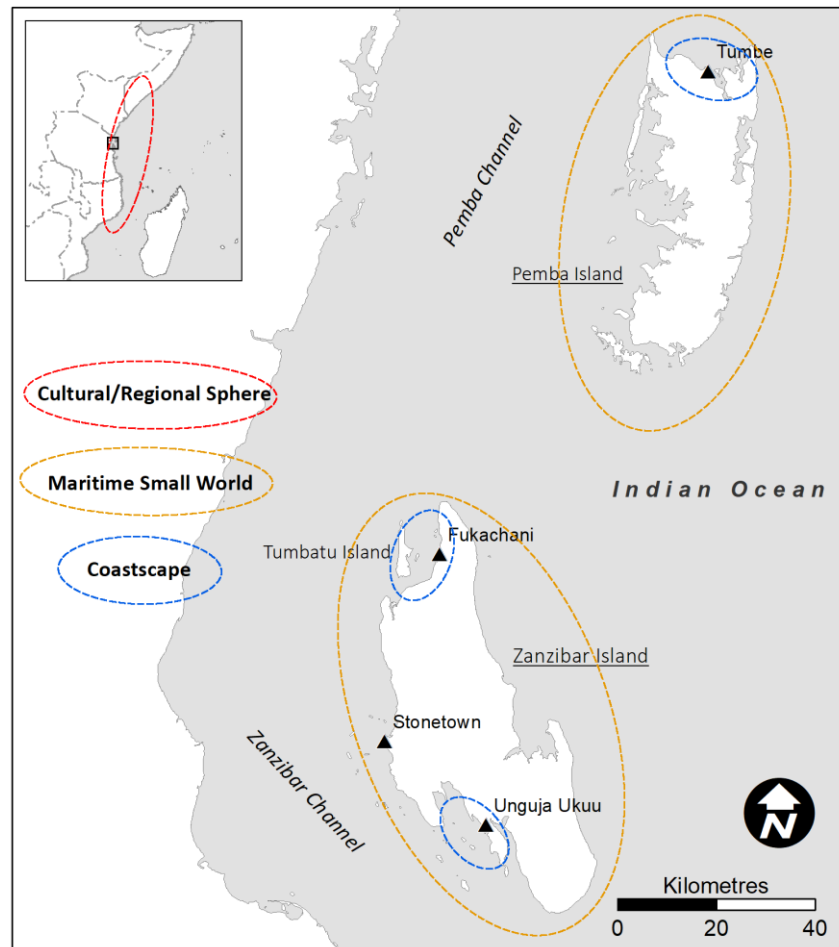 Tumbe
Pemba Channel
Pemba Island
Cultural/Regional Sphere
Maritime Small World
Indian Ocean
Fukachani
Tumbatu Island
Coastscape
Zanzibar Island
Stonetown
Zanzibar Channel
Unguja Ukuu
N
Kilometres
0 20 40